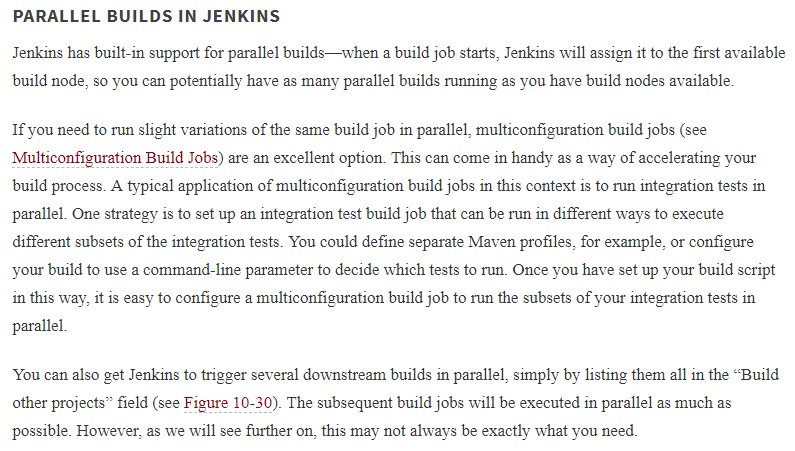 PARALLEL BUILDS IN JENKINS
Jenkins has built-in support for parallel builds—when a build job starts, Jenkins will assign it to the first available
build node, so you can potentially have as many parallel builds running as you have build nodes available.
If you need to run slight variations of the same build job in parallel, multiconfiguration build jobs (see
Multiconfiguration Build Jobs) are an excellent option. This can come in handy as a way of accelerating your
build process. A typical application of multiconfiguration build jobs in this context is to run integration tests in
parallel. One strategy is to set up an integration test build job that can be run in different ways to execute
different subsets of the integration tests. You could define separate Maven profiles, for example, or configure
your build to use a command-line parameter to decide which tests to run. Once you have set up your build script
in this way, it is easy to configure a multiconfiguration build job to run the subsets of your integration tests in
parallel.
You can also get Jenkins to trigger several downstream builds in parallel, simply by listing them all in the “Build
other projects” field (see Figure 10-30). The subsequent build jobs will be executed in parallel as much as
possible. However, as we will see further on, this may not always be exactly what you need.